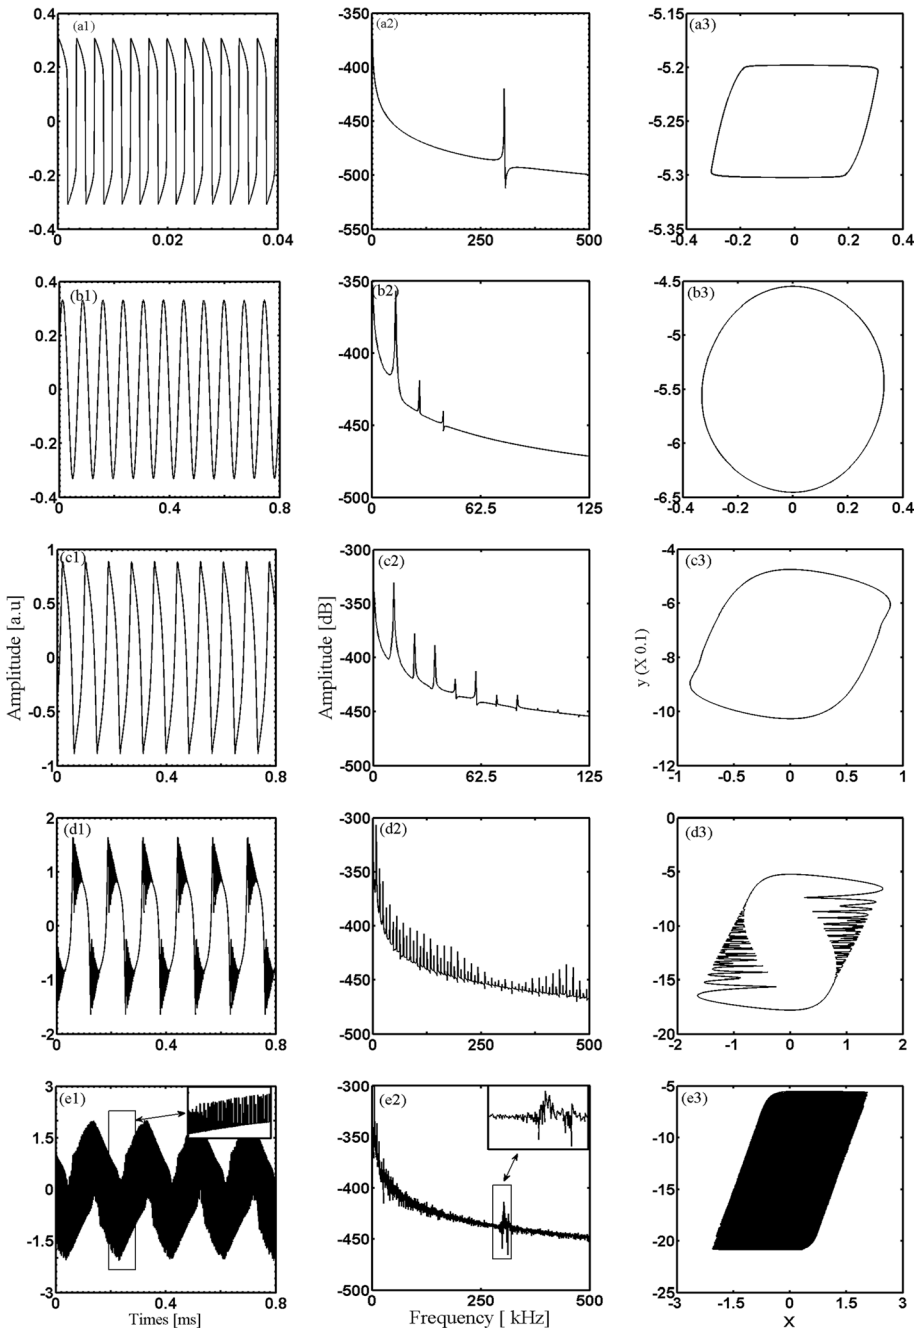 (a1) (a2) (a3)
0.4 0.2 0 -0.2 -0.4
0 0.02 0.04
-350 -400 -450 -500 -550
0 250 500
-5.15 -5.2 -5.25 -5.3 -5.35
-0.4 -0.2 0 0.2 0.4
(b1) (b2) (b3)
0.4 0.2 0 -0.2 -0.4
0 0.4 0.8
-350 -400 -450 -500
0 62.5 125
-4.5 -5 -5.5 -6 -6.5
-0.4 -0.2 0 0.2 0.4
(c1) (c2) (c3)
Amplitude [a.u]
1 0.5 0 -0.5 -1
0 0.4 0.8
Amplitude [dB]
-300 -350 -400 -450 -500
0 62.5 125
y (X 0.1)
-4 -6 -8 -10 -12
-1 -0.5 0 0.5 1
(d1) (d2) (d3)
2 1 0 -1 -2
0 0.4 0.8
-300 -350 -400 -450 -500
0 250 500
0 -5 -10 -15 -20
-2 -1 0 1 2
(e1) (e2) (e3)
3 1.5 0 -1.5 -3
0 0.4 0.8
Times [ms]
-300 -350 -400 -450 -500
0 250 500
Frequency [ kHz]
-5 -10 -15 -20 -25
-3 -1.5 0 1.5 3
X